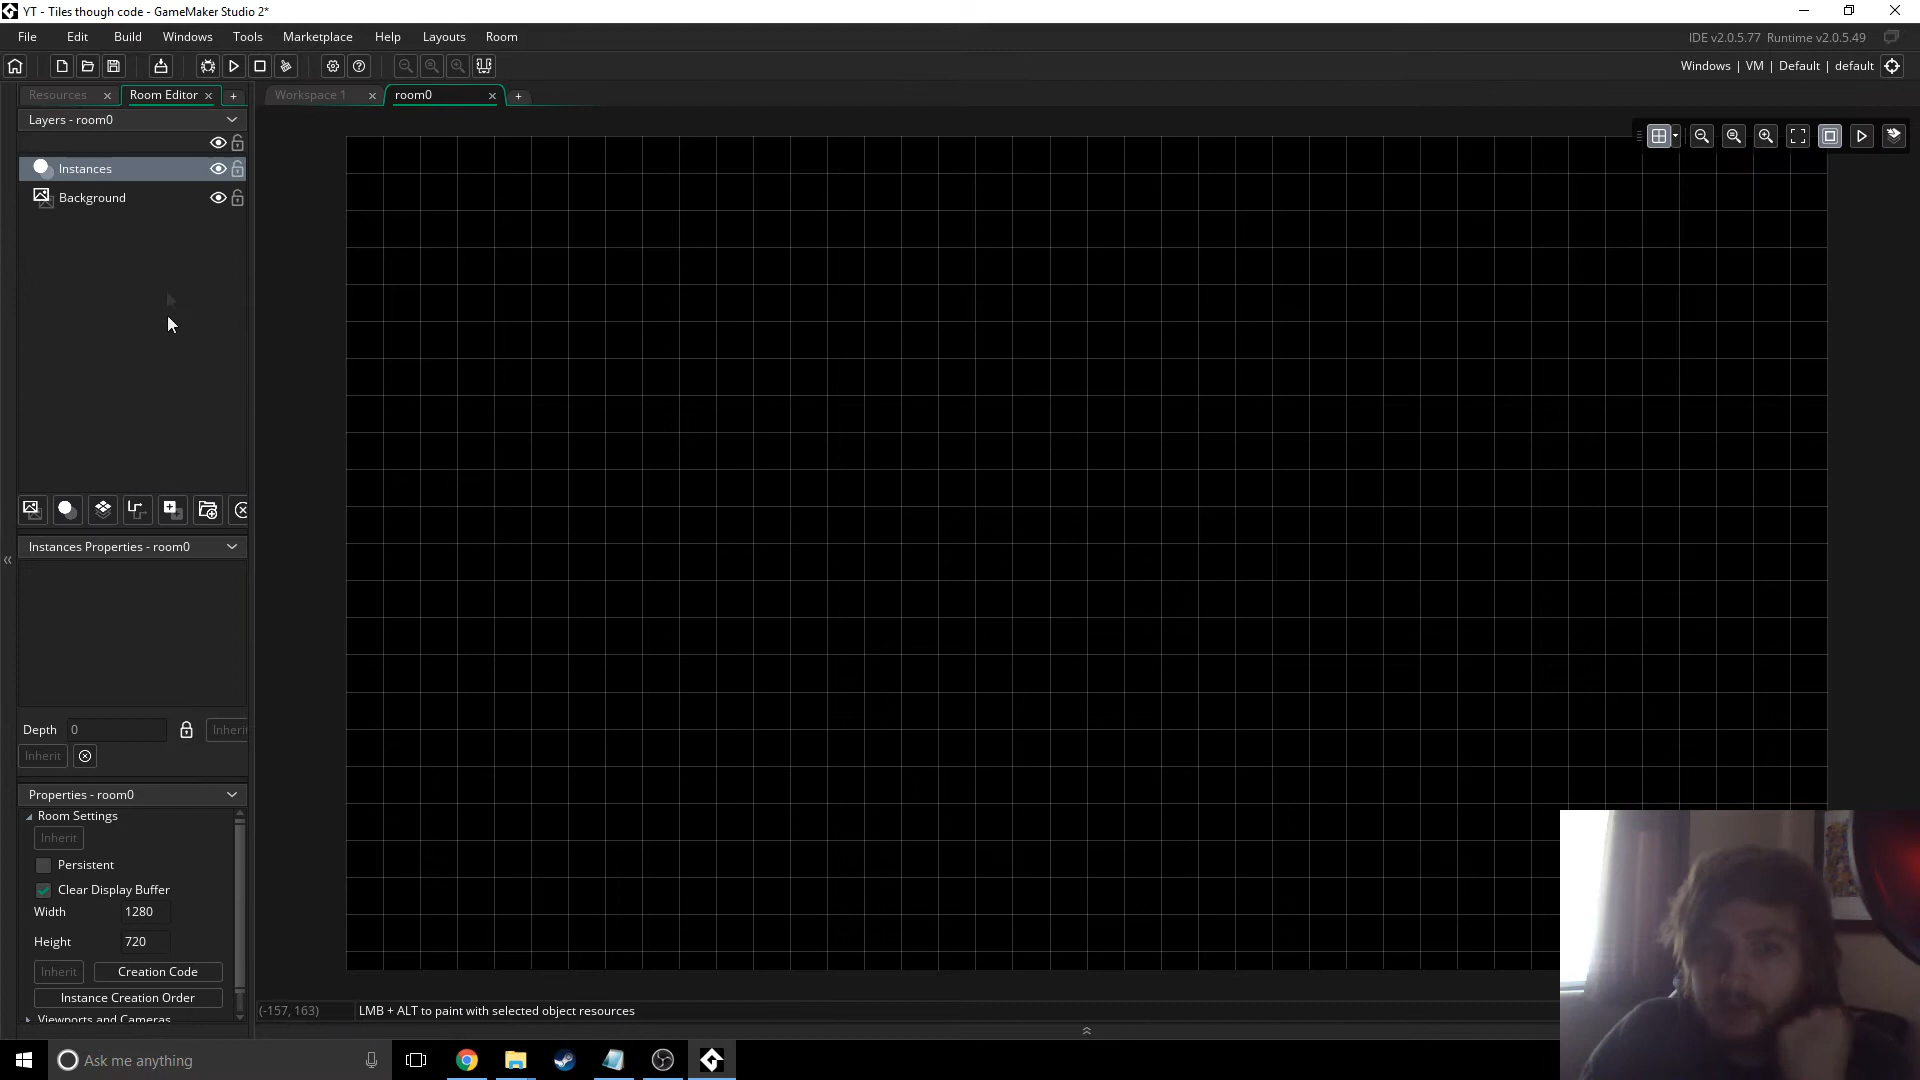 YT - Tiles though code - GameMaker Studio 2*
File Edit Build Windows Tools Marketplace Help Layouts Room
IDE v2.0.5.77 Runtime v2.0.5.49
Windows | VM | Default | default
Resources Room Editor
Workspace 1 room0
Layers - room0
Instances
Background
Instances Properties - room0
Depth 0 Inherit
Inherit
Properties - room0
Room Settings
Inherit
Persistent
Clear Display Buffer
Width 1280
Height 720
Inherit Creation Code
Instance Creation Order
Viewports and Cameras
(-157, 163) LMB + ALT to paint with selected object resources
Ask me anything